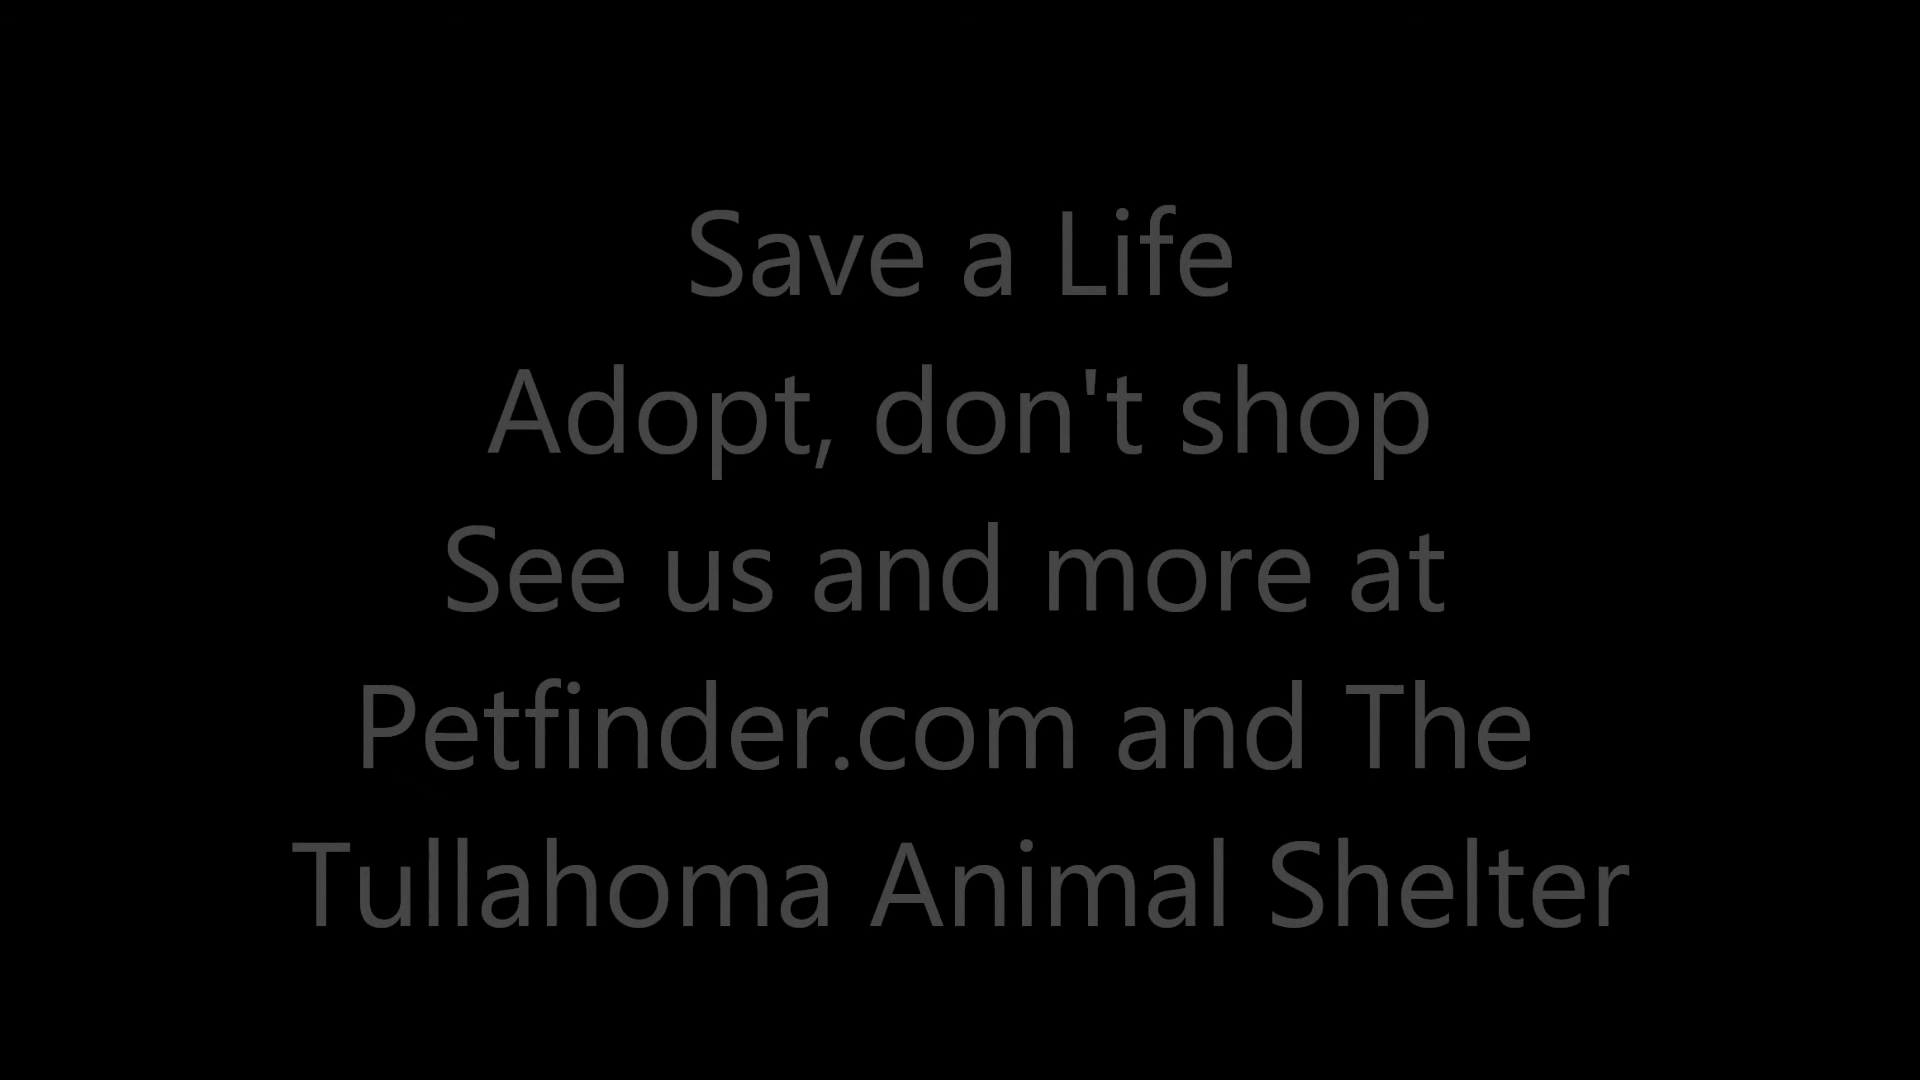 Save a Life
Adopt, don't shop
See us and more at
Petfinder.com and The
Tullahoma Animal Shelter